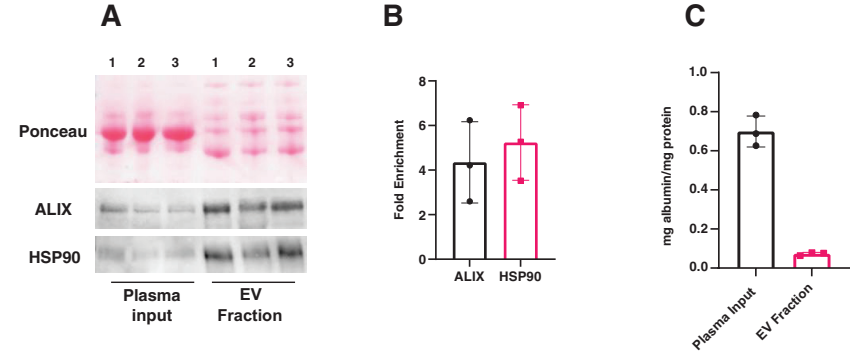 A
1 2 3 1 2 3
Ponceau
ALIX
HSP90
Plasma
input
EV
Fraction
B
Fold Enrichment
8
6
4
2
0
ALIX HSP90
C
mg albumin/mg protein
1.0
0.8
0.6
0.4
0.2
0.0
Plasma Input
EV Fraction